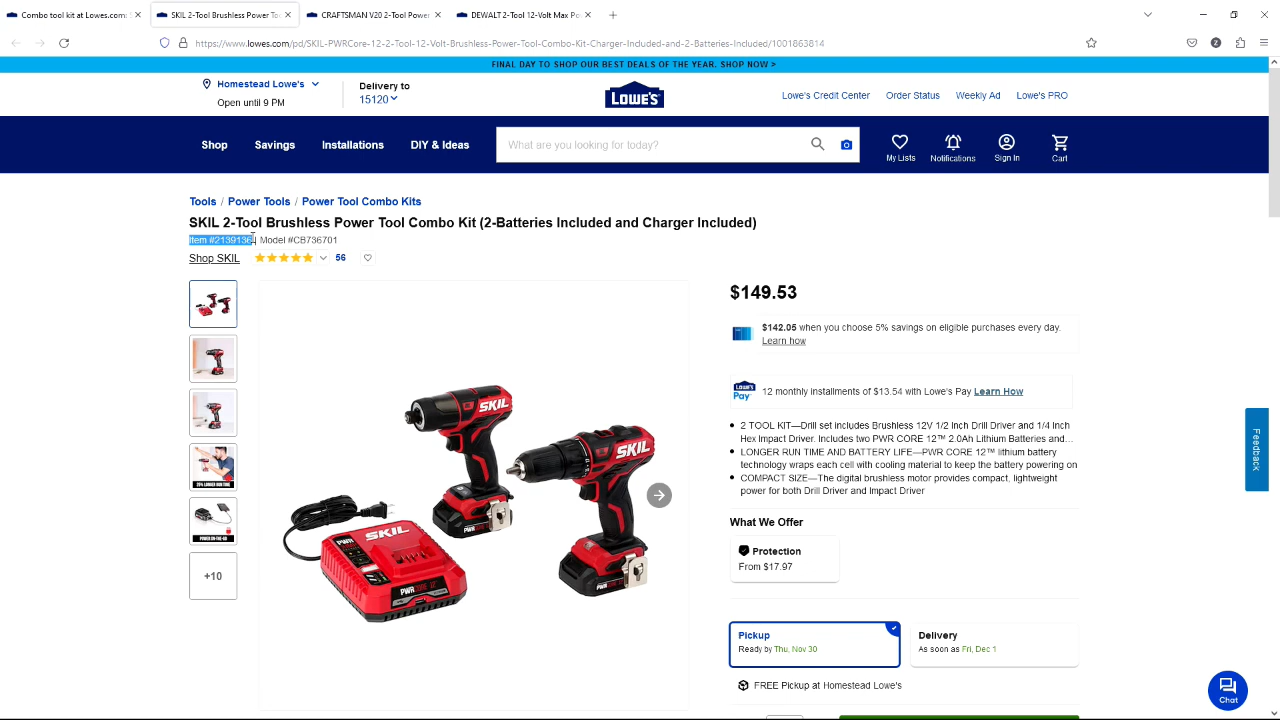 Combo tool kit at Lowes.com:
SKIL 2-Tool Brushless Power To
CRAFTSMAN V20 2-Tool Power
DEWALT 2-Tool 12-Volt Max Po
https://www.lowes.com/pd/SKIL-PWRCore-12-2-Tool-12-Volt-Brushless-Power-Tool-Combo-Kit-Charger-Included-and-2-Batteries-Included/1001863814
2
FINAL DAY TO SHOP OUR BEST DEALS OF THE YEAR. SHOP NOW >
Homestead Lowe's
Open until 9 PM
Delivery to
15120
LOWE'S
Lowe's Credit Center
Order Status
Weekly Ad
Lowe's PRO
Shop
Savings
Installations
DIY & Ideas
What are you looking for today?
My Lists
Notifications
Sign In
Cart
Tools / Power Tools / Power Tool Combo Kits
SKIL 2-Tool Brushless Power Tool Combo Kit (2-Batteries Included and Charger Included)
Item #2139136 | Model #CB736701
Shop SKIL
56
SKIL
SKIL
SKIL
PWR CORE 12
+10
$149.53
$142.05 when you choose 5% savings on eligible purchases every day.
Learn how
LOWE'S
Pay
12 monthly installments of $13.54 with Lowe's Pay Learn How
2 TOOL KIT—Drill set includes Brushless 12V 1/2 Inch Drill Driver and 1/4 Inch
Hex Impact Driver. Includes two PWR CORE 12™ 2.0Ah Lithium Batteries and...
LONGER RUN TIME AND BATTERY LIFE—PWR CORE 12™ lithium battery
technology wraps each cell with cooling material to keep the battery powering on
COMPACT SIZE—The digital brushless motor provides compact, lightweight
power for both Drill Driver and Impact Driver
What We Offer
Protection
From $17.97
Pickup
Ready by Thu, Nov 30
Delivery
As soon as Fri, Dec 1
FREE Pickup at Homestead Lowe's
Feedback
Chat